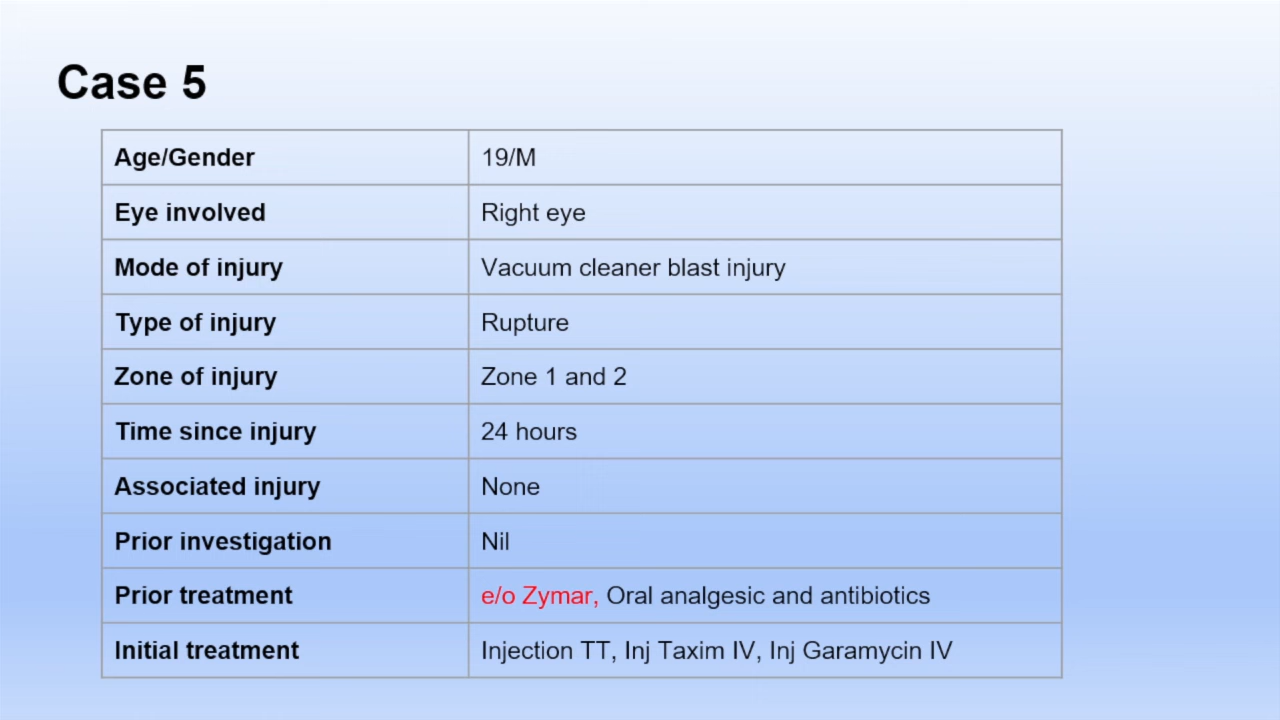 Case 5
Age/Gender 19/M
Eye involved Right eye
Mode of injury Vacuum cleaner blast injury
Type of injury Rupture
Zone of injury Zone 1 and 2
Time since injury 24 hours
Associated injury None
Prior investigation Nil
Prior treatment e/o Zymar, Oral analgesic and antibiotics
Initial treatment Injection TT, Inj Taxim IV, Inj Garamycin IV